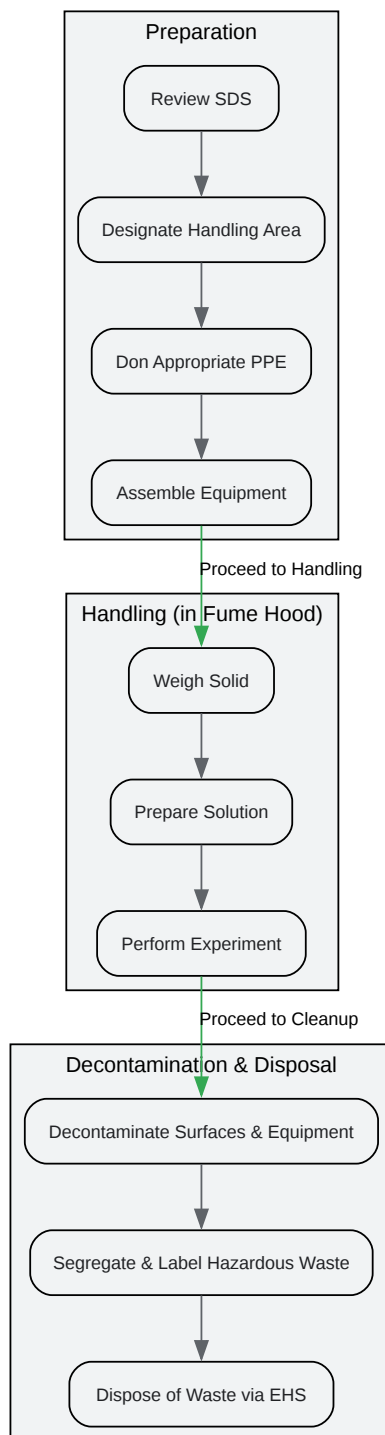 Preparation
Review SDS
Designate Handling Area
Don Appropriate PPE
Assemble Equipment
Proceed to Handling
Handling (in Fume Hood)
Weigh Solid
Prepare Solution
Perform Experiment
Proceed to Cleanup
Decontamination & Disposal
Decontaminate Surfaces & Equipment
Segregate & Label Hazardous Waste
Dispose of Waste via EHS